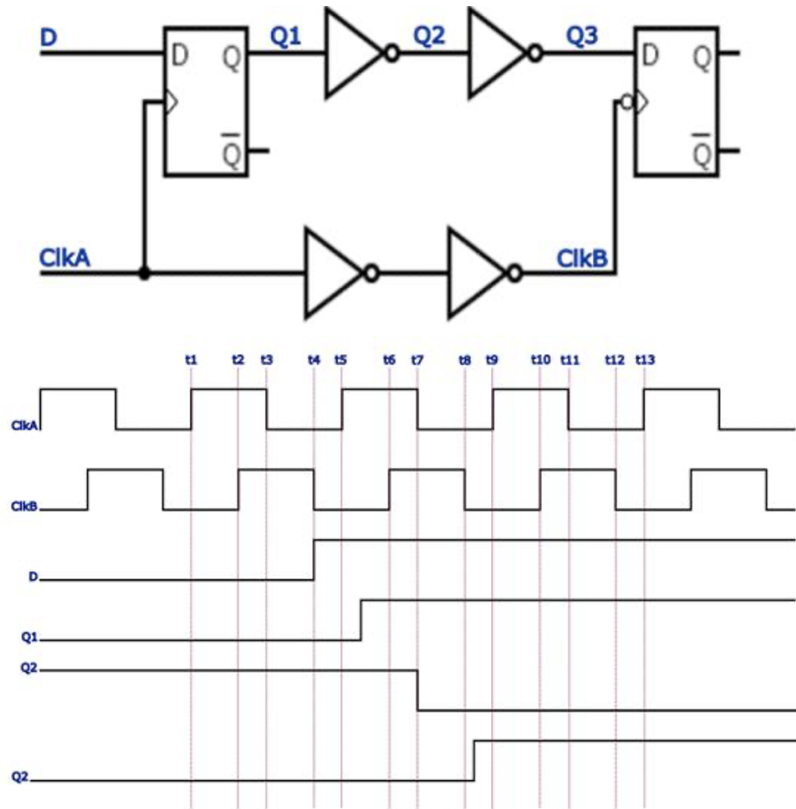 D Q1 Q2 Q3
D Q D Q
Q Q
ClkA ClkB
t1 t2 t3 t4 t5 t6 t7 t8 t9 t10 t11 t12 t13
ClkA
ClkB
D
Q1
Q2
Q2